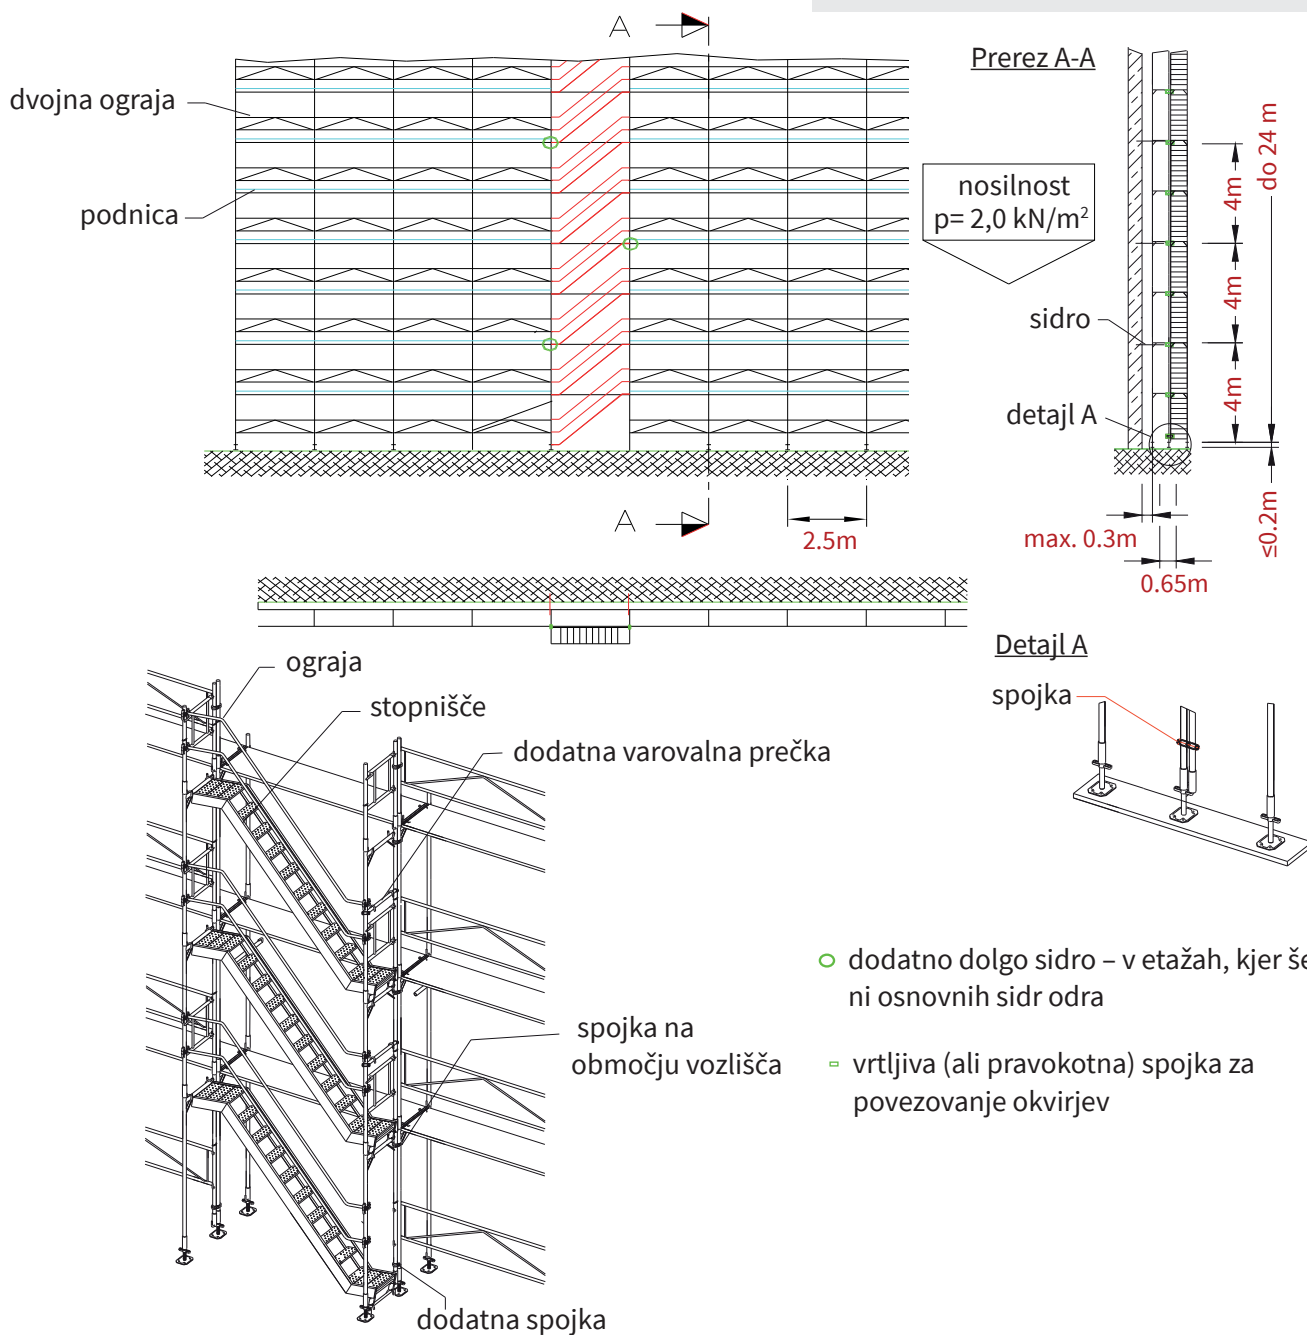 A
Prerez A-A
dvojna ograja
podnica
nosilnost
p= 2,0 kN/m²
do 24 m
4m
4m
4m
sidro
detajl A
A
2.5m
max. 0.3m
≤0.2m
0.65m
Detajl A
ograja
stopnišče
dodatna varovalna prečka
spojka
dodatno dolgo sidro – v etažah, kjer še
ni osnovnih sidr odra
spojka na
območju vozlišča
vrtljiva (ali pravokotna) spojka za
povezovanje okvirjev
dodatna spojka